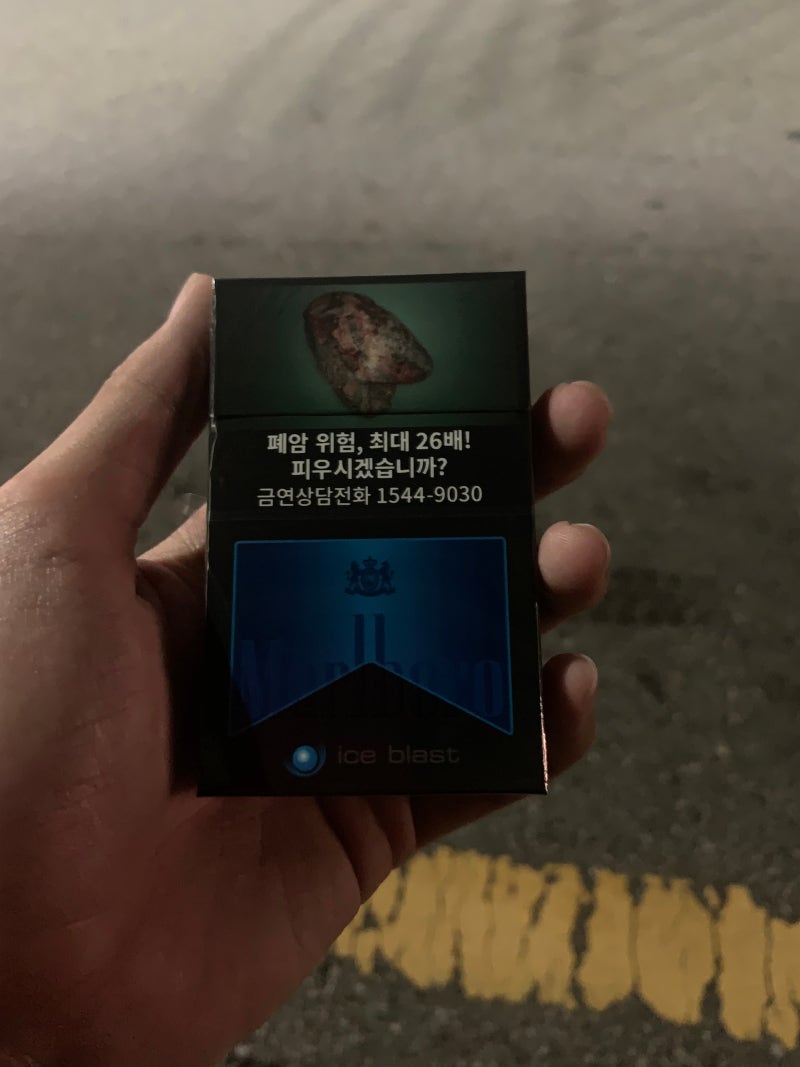 폐암 위험, 최대 26배!
피우시겠습니까?
금연상담전화 1544-9030
Marlboro
ice blast